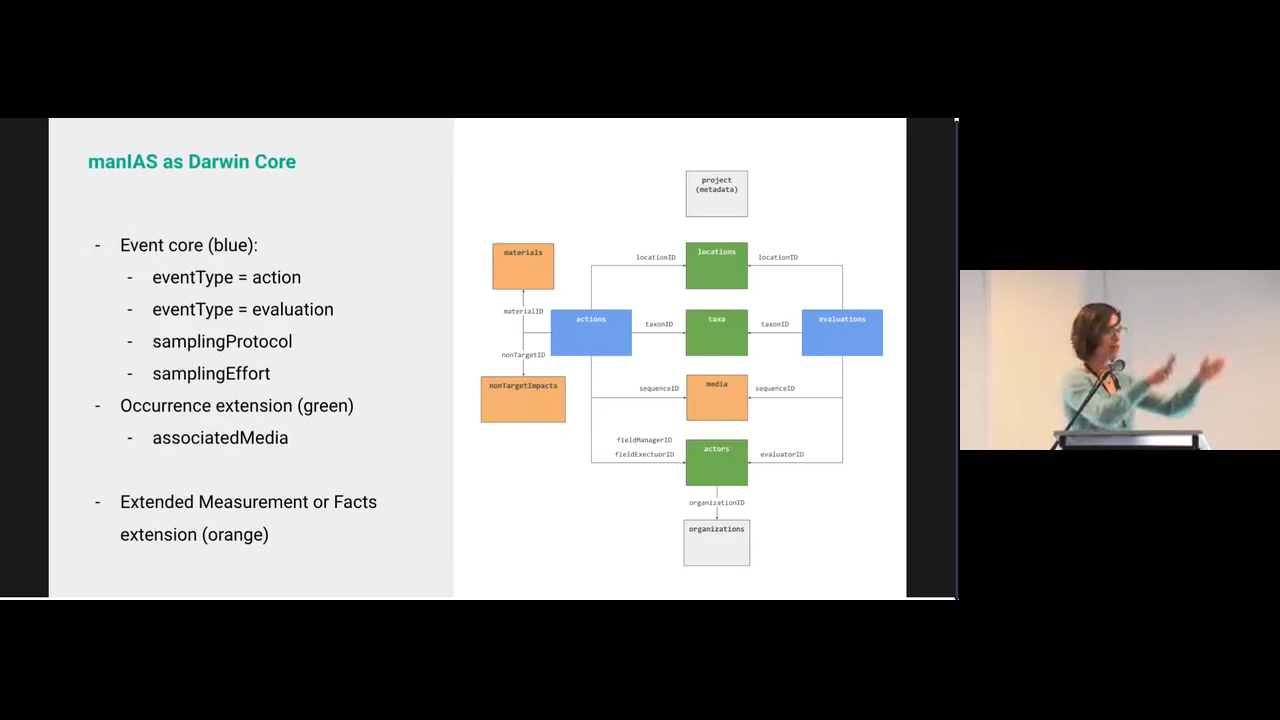 manIAS as Darwin Core
- Event core (blue):
- eventType = action
- eventType = evaluation
- samplingProtocol
- samplingEffort
- Occurrence extension (green)
- associatedMedia
- Extended Measurement or Facts
extension (orange)
project
(metadata)
materials
locationID
locations
locationID
materialID
actions
taxonID
taxa
taxonID
evaluations
nonTargetID
nonTargetImpacts
sequenceID
media
sequenceID
fieldManagerID
fieldExectuorID
actors
evaluatorID
organizationID
organizations